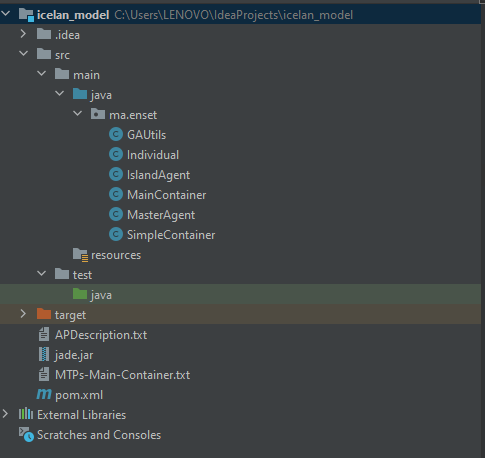 icelan_model C:\Users\LENOVO\IdeaProjects\icelan_model
.idea
src
main
java
ma.enset
C GAUtils
C Individual
C IslandAgent
C MainContainer
C MasterAgent
C SimpleContainer
resources
test
java
target
APDescription.txt
jade.jar
MTPs-Main-Container.txt
m pom.xml
External Libraries
Scratches and Consoles